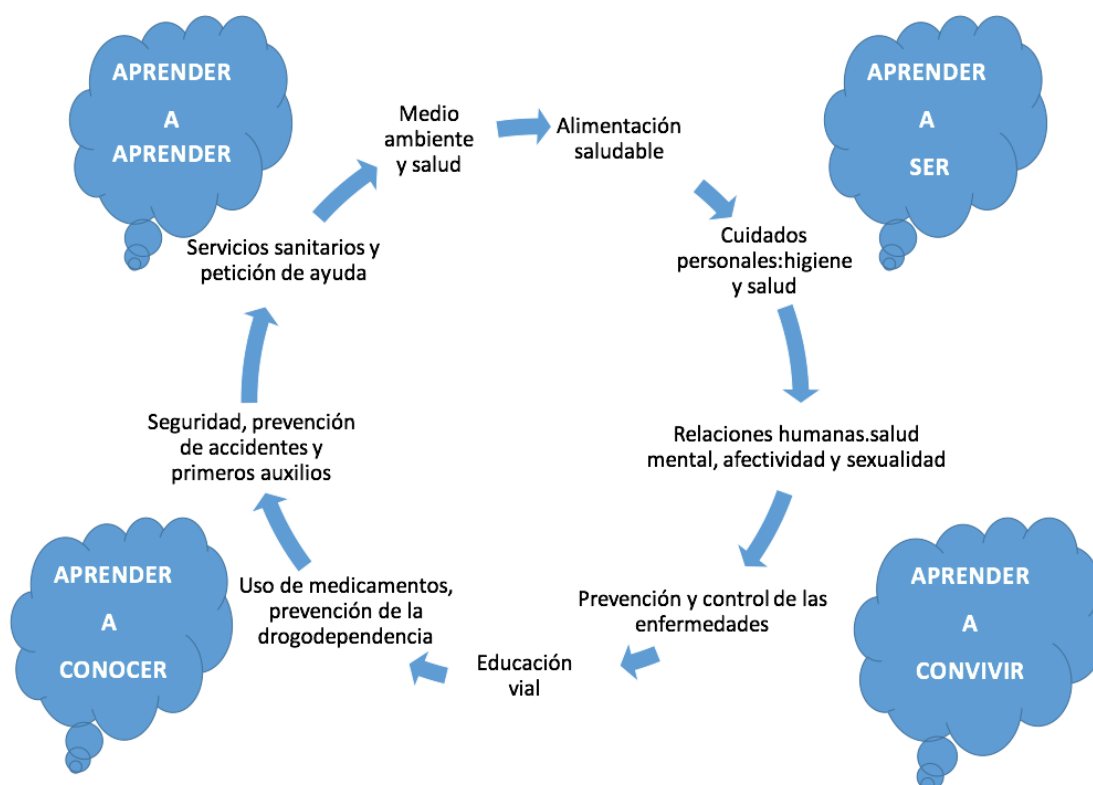 APRENDER
A
APRENDER
APRENDER
A
SER
Medio
ambiente
y salud
Alimentación
saludable
Cuidados
personales:higiene
y salud
Relaciones humanas.salud
mental, afectividad y sexualidad
Prevención y control de las
enfermedades
Educación
vial
Uso de medicamentos,
prevención de la
drogodependencia
Seguridad, prevención
de accidentes y
primeros auxilios
Servicios sanitarios y
petición de ayuda
APRENDER
A
CONOCER
APRENDER
A
CONVIVIR